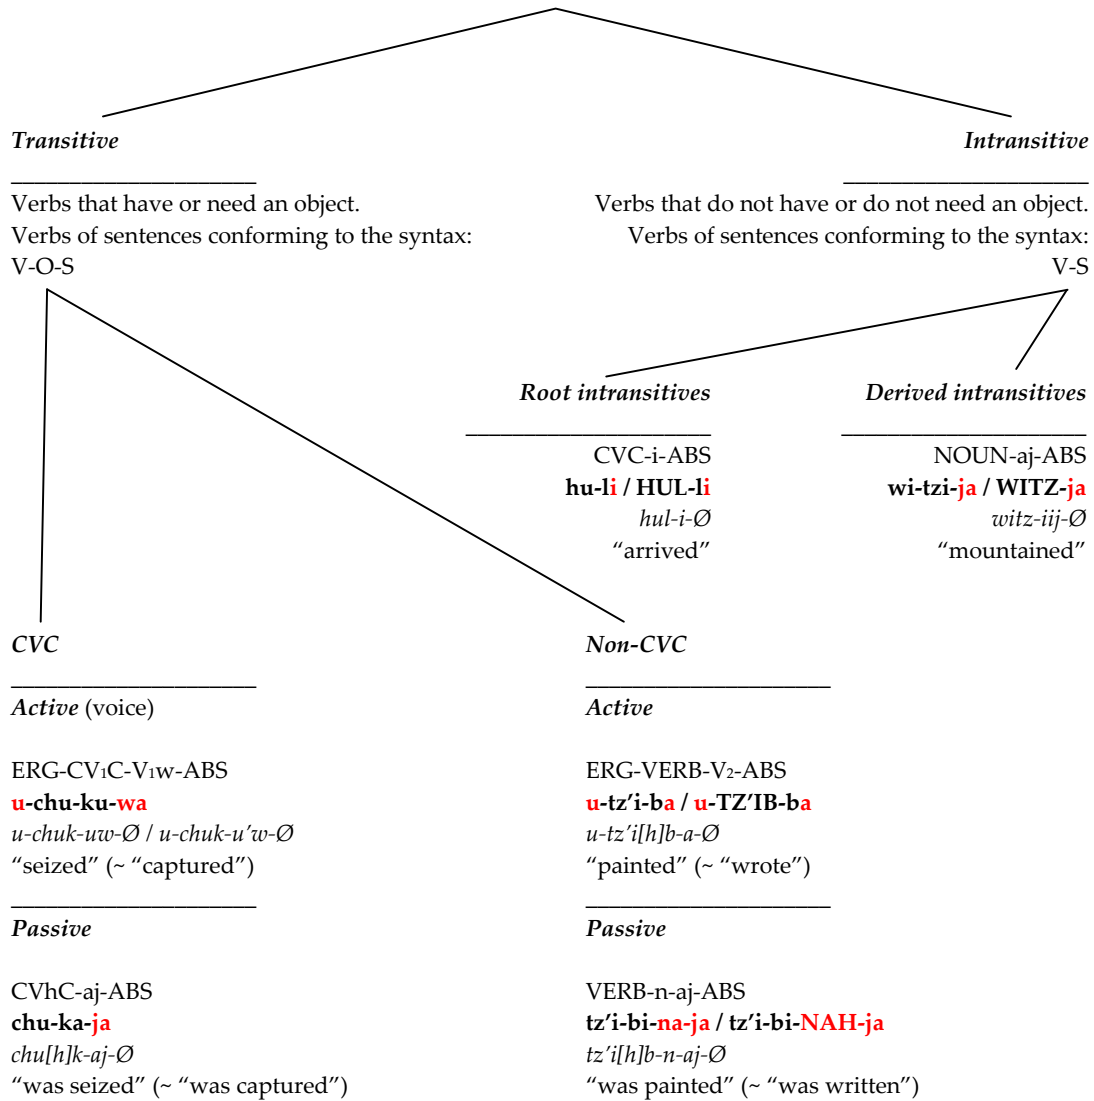 Transitive
Intransitive
Verbs that have or need an object.
Verbs of sentences conforming to the syntax:
V-O-S
Verbs that do not have or do not need an object.
Verbs of sentences conforming to the syntax:
V-S
Root intransitives
CVC-i-ABS
hu-li / HUL-li
hul-i-Ø
“arrived”
Derived intransitives
NOUN-aj-ABS
wi-tzi-ja / WITZ-ja
witz-iij-Ø
“mountained”
CVC
Active (voice)
ERG-CV1C-V1w-ABS
u-chu-ku-wa
u-chuk-uw-Ø / u-chuk-u’w-Ø
“seized” (~ “captured”)
Passive
CVhC-aj-ABS
chu-ka-ja
chu[h]k-aj-Ø
“was seized” (~ “was captured”)
Non-CVC
Active
ERG-VERB-V2-ABS
u-tz’i-ba / u-TZ’IB-ba
u-tz’i[h]b-a-Ø
“painted” (~ “wrote”)
Passive
VERB-n-aj-ABS
tz’i-bi-na-ja / tz’i-bi-NAH-ja
tz’i[h]b-n-aj-Ø
“was painted” (~ “was written”)